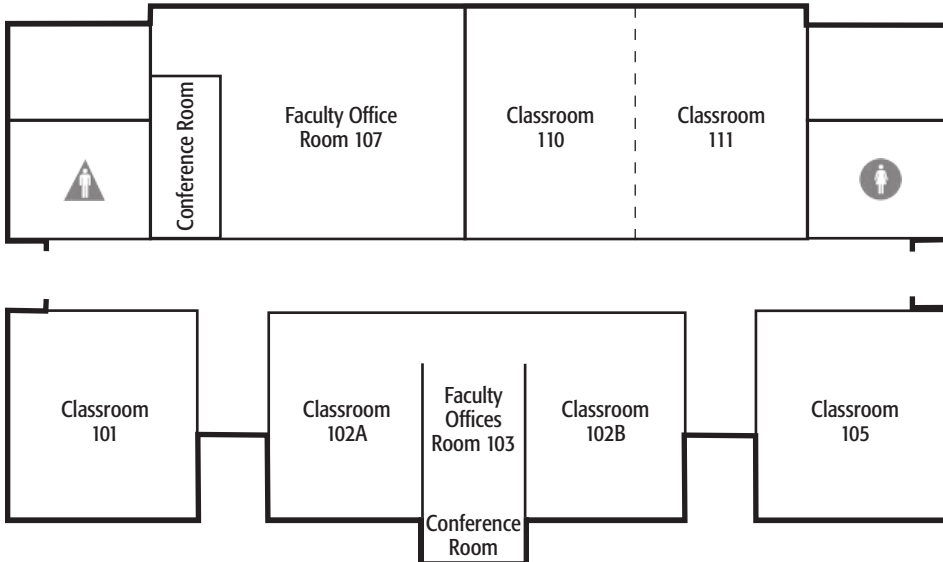 Conference Room
Faculty Office
Room 107
Classroom
110
Classroom
111
Classroom
101
Classroom
102A
Faculty
Offices
Room 103
Classroom
102B
Classroom
105
Conference
Room